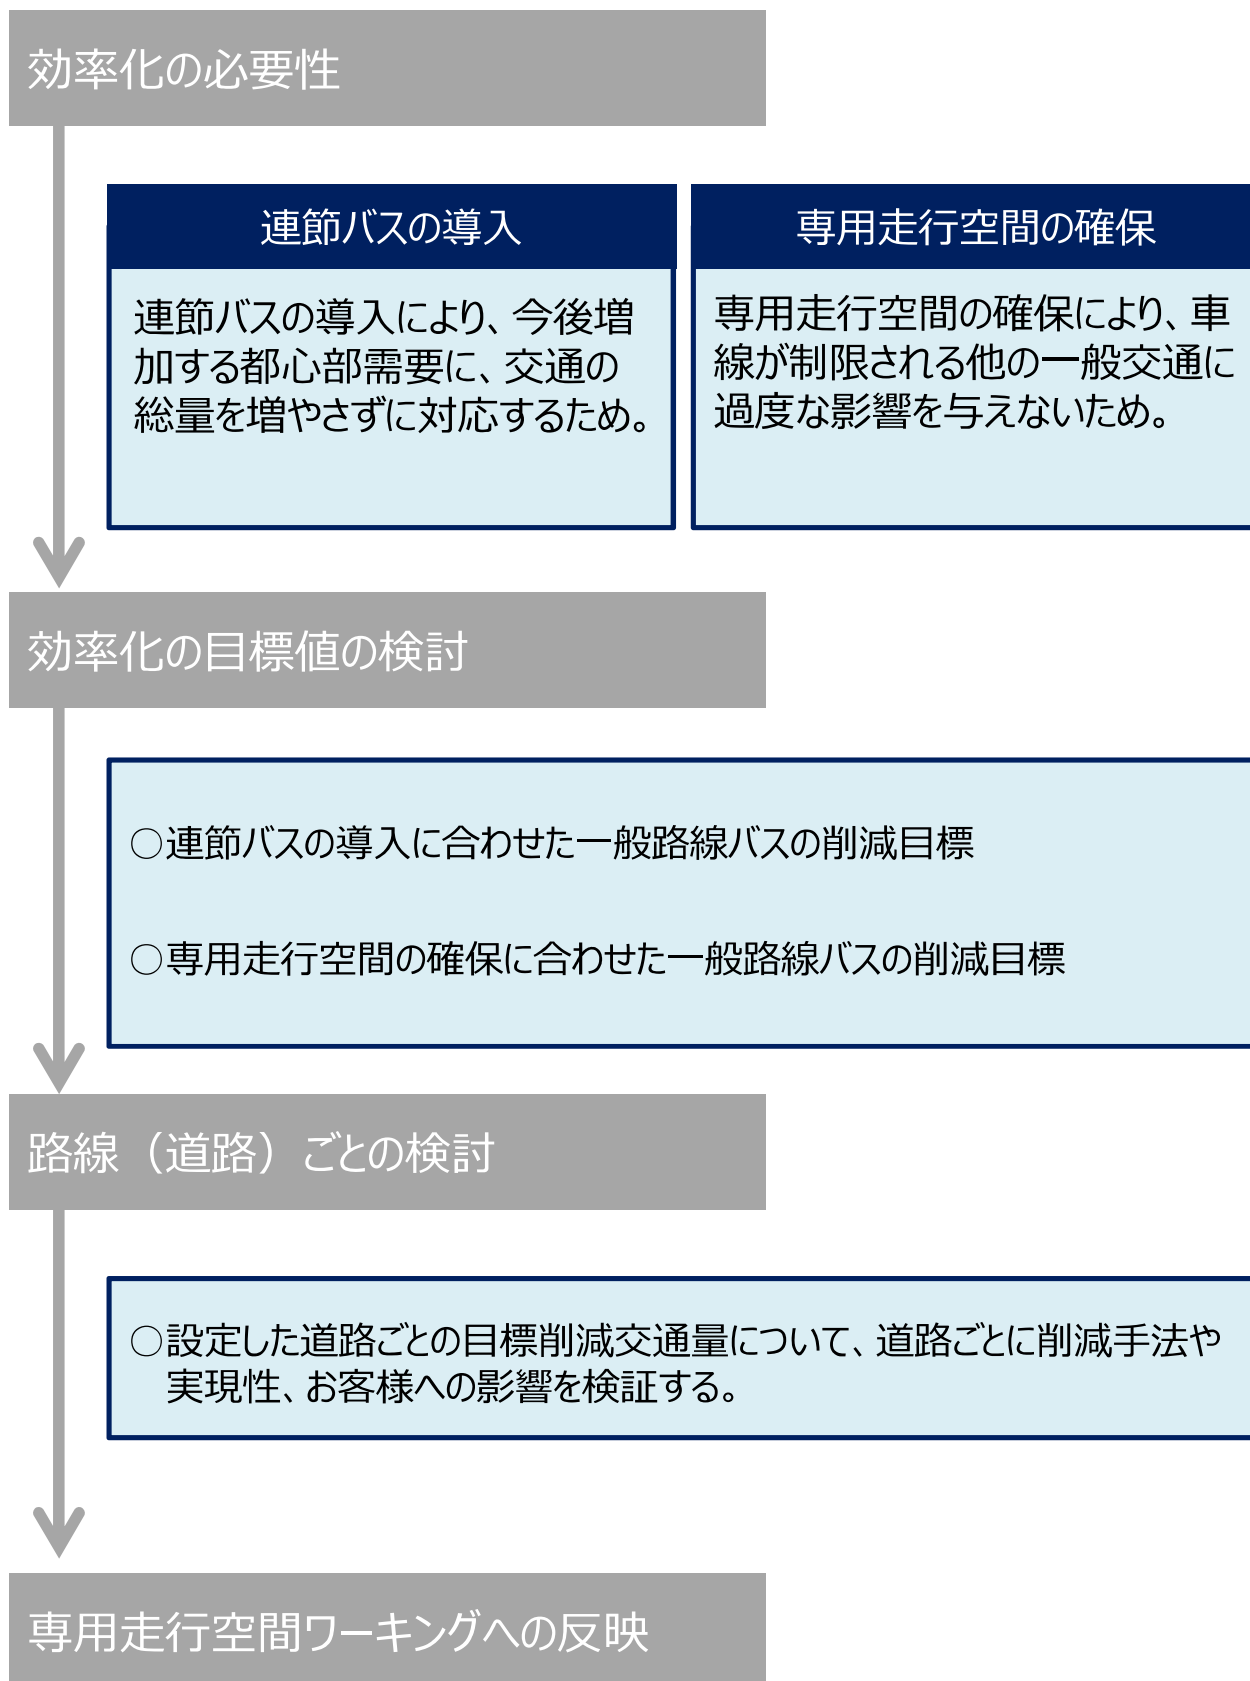 効率化の必要性
連節バスの導入
連節バスの導入により、今後増
加する都心部需要に、交通の
総量を増やさずに対応するため。
専用走行空間の確保
専用走行空間の確保により、車
線が制限される他の一般交通に
過度な影響を与えないため。
効率化の目標値の検討
○連節バスの導入に合わせた一般路線バスの削減目標
○専用走行空間の確保に合わせた一般路線バスの削減目標
路線（道路）ごとの検討
○設定した道路ごとの目標削減交通量について、道路ごとに削減手法や
実現性、お客様への影響を検証する。
専用走行空間ワーキングへの反映